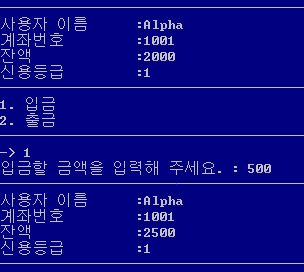 사용자 이름 :Alpha
계좌번호 :1001
잔액 :2000
신용등급 :1
1. 입금
2. 출금
-> 1
입금할 금액을 입력해 주세요. : 500
사용자 이름 :Alpha
계좌번호 :1001
잔액 :2500
신용등급 :1